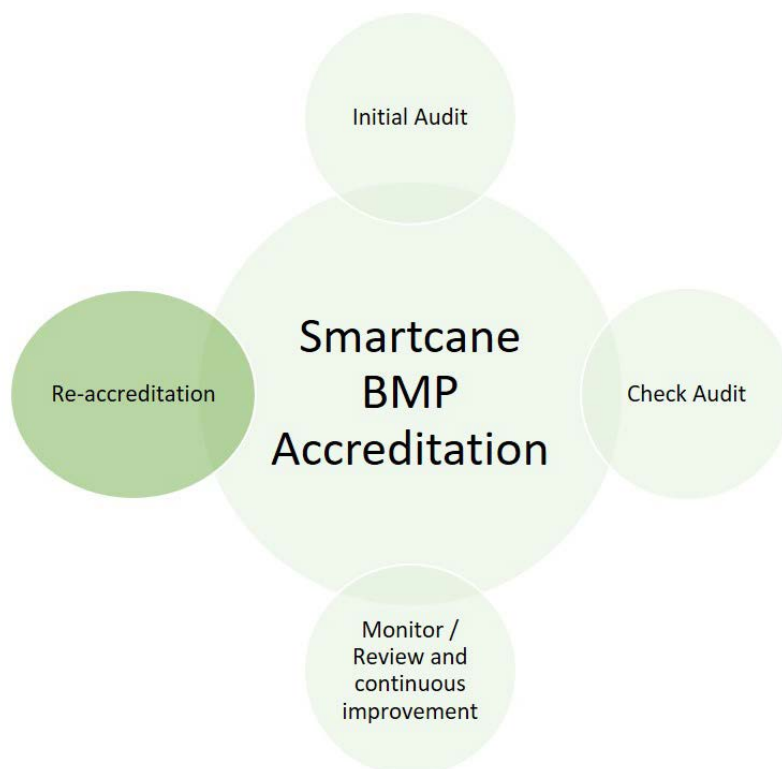 Initial Audit
Smartcane
BMP
Accreditation
Re-accreditation
Check Audit
Monitor /
Review and
continuous
improvement